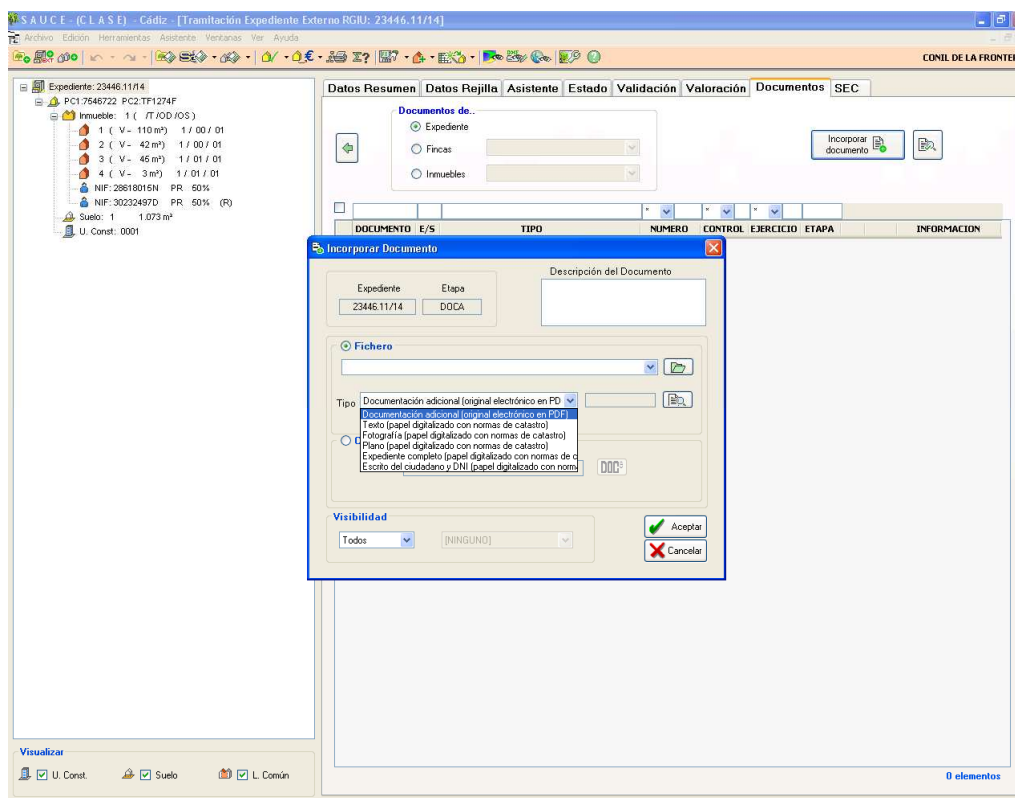 S A U C E - (C L A S E) - Cádiz - [Tramitación Expediente Externo RGIU: 23446.11/14]
Archivo Edición Herramientas Asistente Ventanas Ver Ayuda
CONIL DE LA FRONTE
Expediente: 23446.11/14
PC1:7546722 PC2:TF1274F
Inmueble: 1 ( /T /OD /OS )
1 ( V - 110 m²) 1 / 00 / 01
2 ( V - 42 m²) 1 / 00 / 01
3 ( V - 46 m²) 1 / 01 / 01
4 ( V - 3 m²) 1 / 01 / 01
NIF: 28618015N PR 50%
NIF: 30232497D PR 50% (R)
Suelo: 1 1.073 m²
U. Const: 0001
Datos Resumen Datos Rejilla Asistente Estado Validación Valoración Documentos SEC
Documentos de..
Expediente
Fincas
Inmuebles
Incorporar documento
* * *
DOCUMENTO E/S TIPO NUMERO CONTROL EJERCICIO ETAPA INFORMACION
Incorporar Documento
Expediente Etapa
23446.11/14 DOCA
Descripción del Documento
Fichero
Tipo Documentación adicional (original electrónico en PD
Documentación adicional (original electrónico en PDF)
Texto (papel digitalizado con normas de catastro)
Fotografía (papel digitalizado con normas de catastro)
Plano (papel digitalizado con normas de catastro)
Expediente completo (papel digitalizado con normas de c
Escrito del ciudadano y DNI (papel digitalizado con norm
DOC
Visibilidad
Todos [NINGUNO]
Aceptar
Cancelar
Visualizar
U. Const. Suelo L. Común
0 elementos